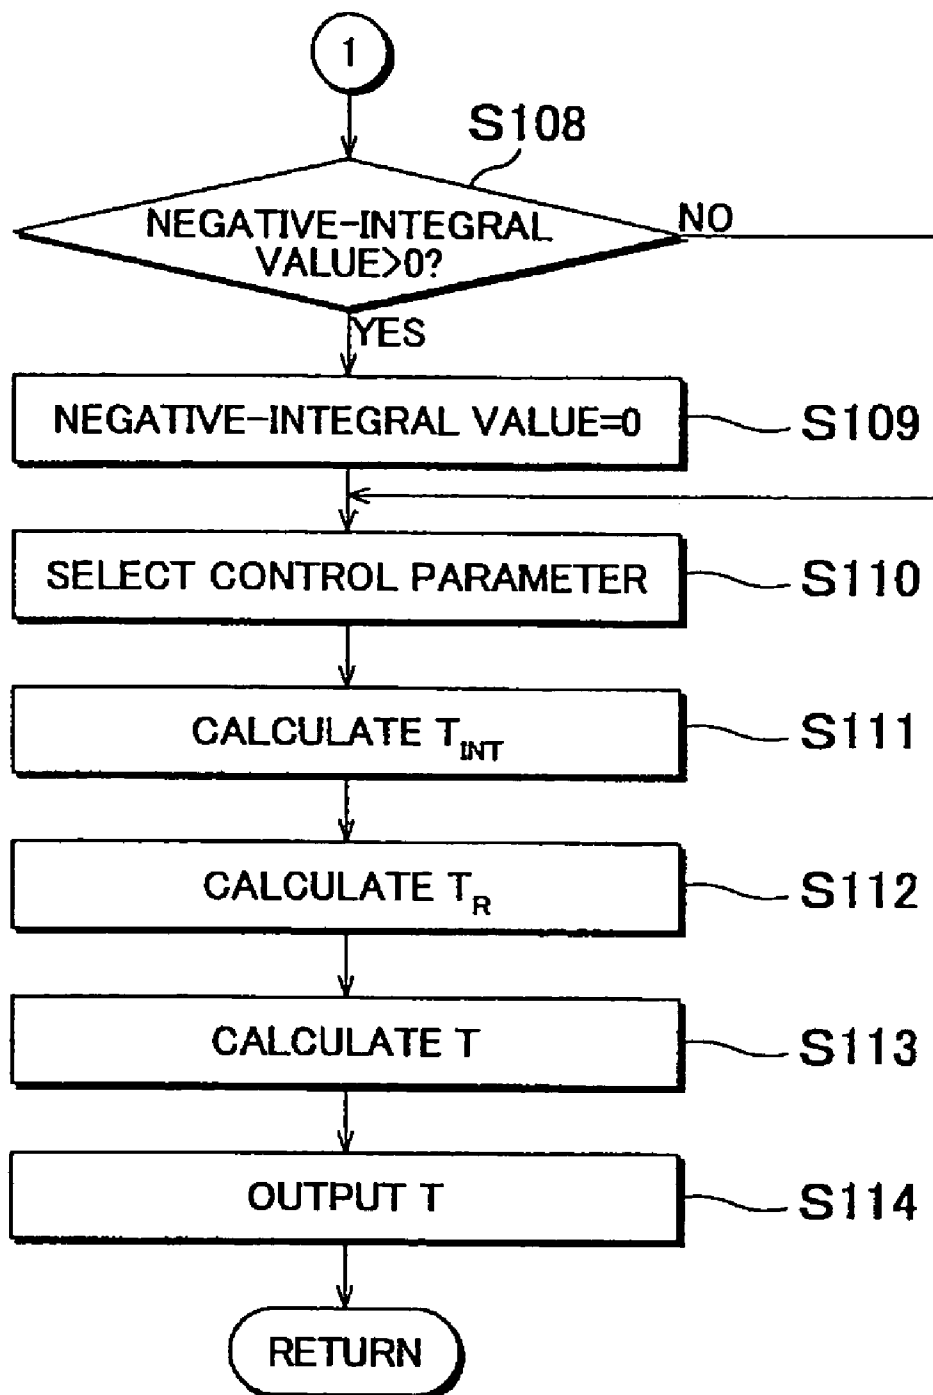 1
S108
NEGATIVE-INTEGRAL
VALUE>0?
NO
YES
NEGATIVE-INTEGRAL VALUE=0
S109
SELECT CONTROL PARAMETER
S110
CALCULATE T_INT
S111
CALCULATE T_R
S112
CALCULATE T
S113
OUTPUT T
S114
RETURN